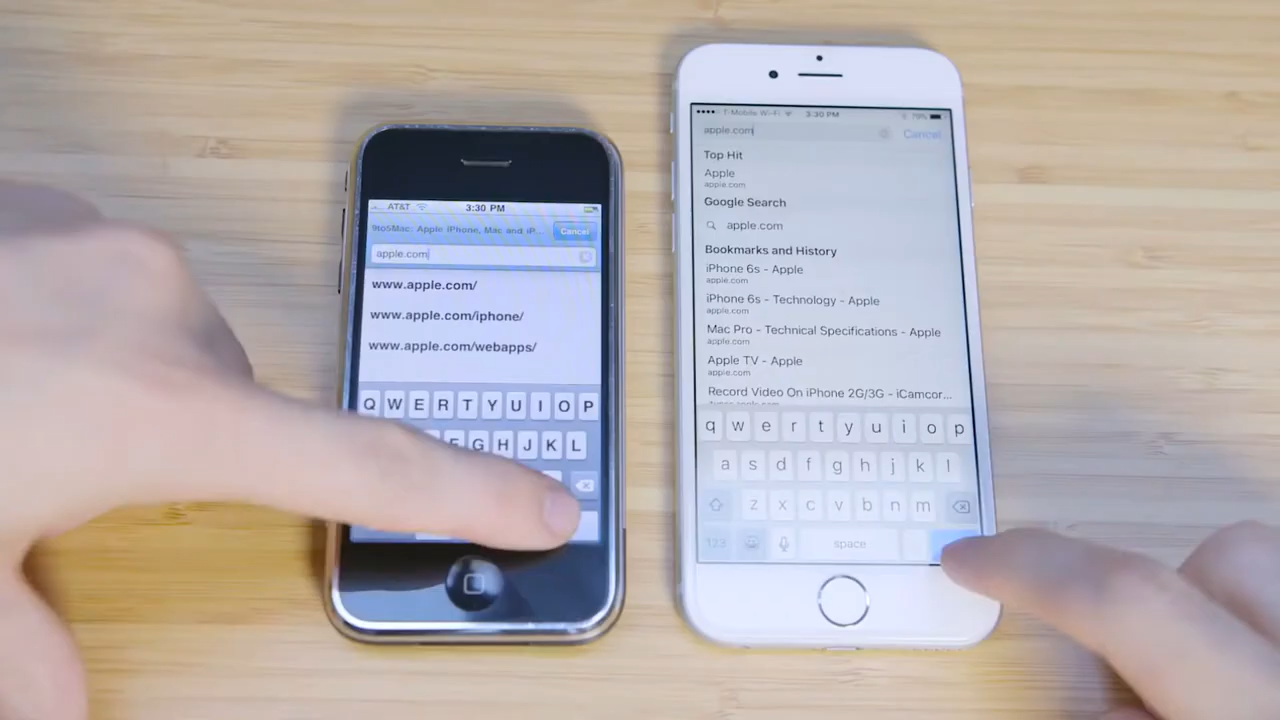 AT&T 3:30 PM
9to5Mac: Apple iPhone, Mac and iP... Cancel
apple.com
www.apple.com/
www.apple.com/iphone/
www.apple.com/webapps/
Q W E R T Y U I O P
F G H J K L
T-Mobile Wi-Fi 3:30 PM 79%
apple.com Cancel
Top Hit
Apple
apple.com
Google Search
apple.com
Bookmarks and History
iPhone 6s - Apple
apple.com
iPhone 6s - Technology - Apple
apple.com
Mac Pro - Technical Specifications - Apple
apple.com
Apple TV - Apple
apple.com
Record Video On iPhone 2G/3G - iCamcor...
q w e r t y u i o p
a s d f g h j k l
z x c v b n m
123 space